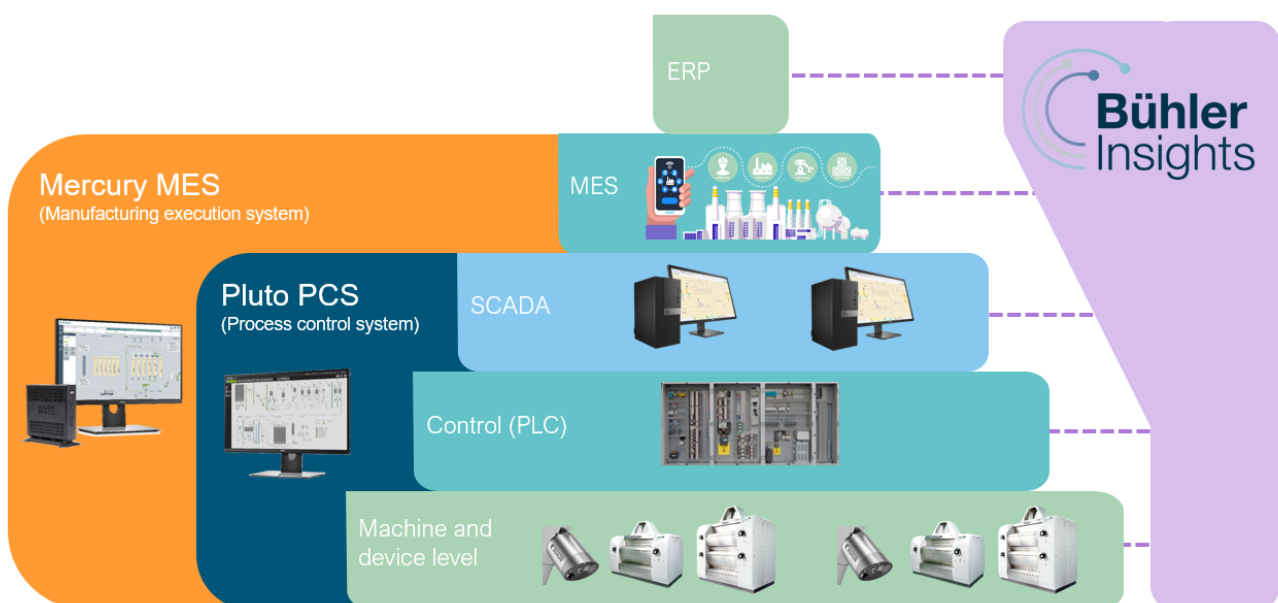 ERP
Bühler
Insights
Mercury MES
(Manufacturing execution system)
MES
Pluto PCS
(Process control system)
SCADA
WYSE
Control (PLC)
Machine and
device level